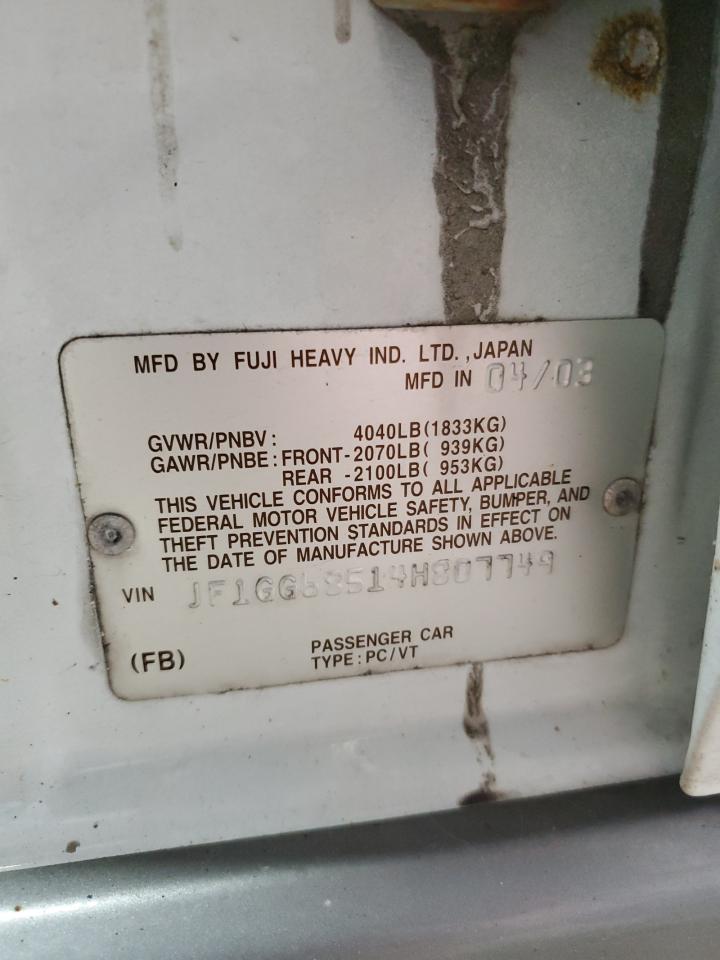 MFD BY FUJI HEAVY IND. LTD.,JAPAN
MFD IN 04/03
GVWR/PNBV: 4040LB(1833KG)
GAWR/PNBE: FRONT-2070LB( 939KG)
REAR -2100LB( 953KG)
THIS VEHICLE CONFORMS TO ALL APPLICABLE
FEDERAL MOTOR VEHICLE SAFETY, BUMPER, AND
THEFT PREVENTION STANDARDS IN EFFECT ON
THE DATE OF MANUFACTURE SHOWN ABOVE.
VIN JF1GG68514H807749
(FB)
PASSENGER CAR
TYPE:PC/VT